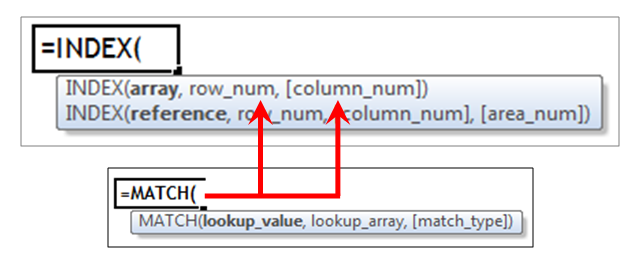 =INDEX(
INDEX(array, row_num, [column_num])
INDEX(reference, row_num, [column_num], [area_num])
=MATCH(
MATCH(lookup_value, lookup_array, [match_type])